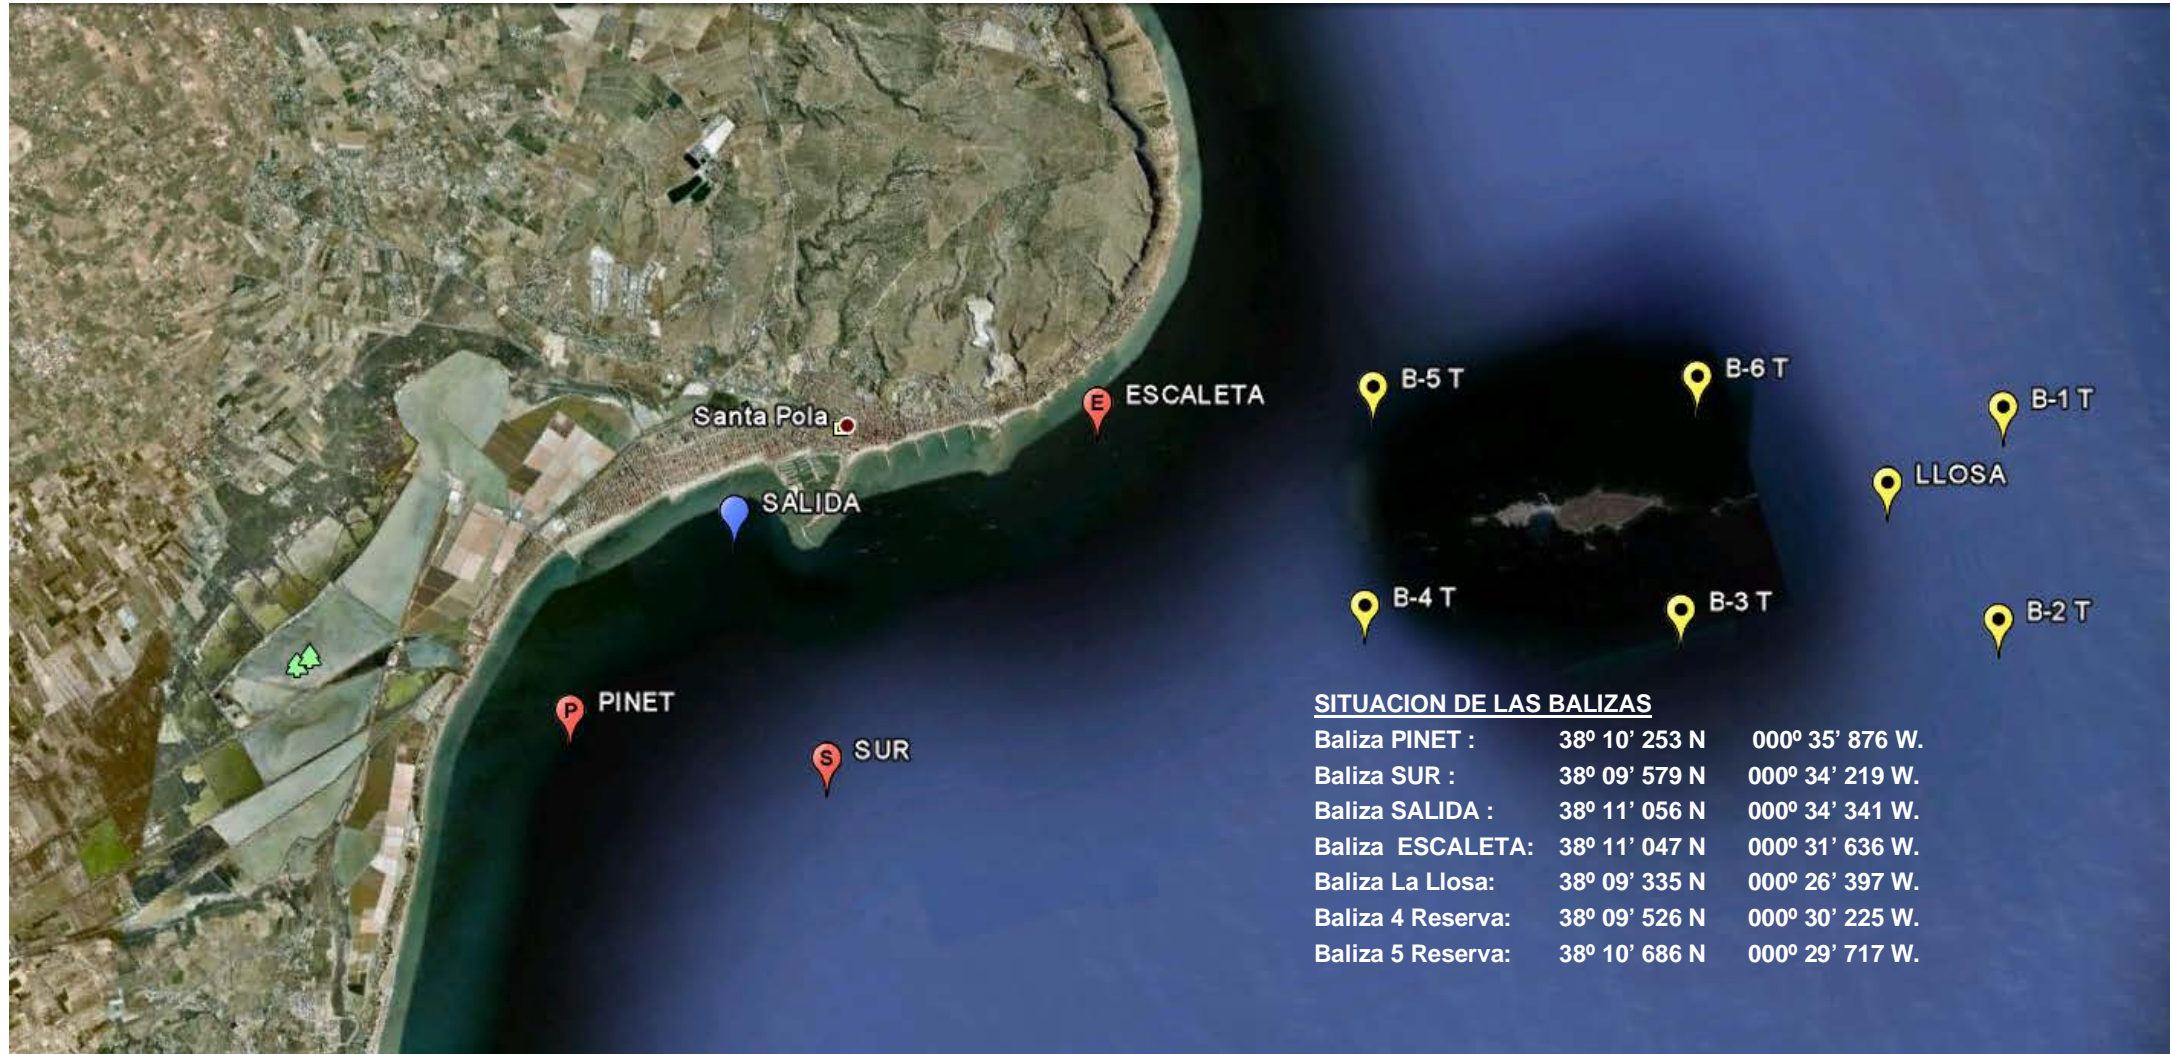 B-6 T
B-5 T
ESCALETA
E
B-1 T
Santa Pola
LLOSA
SALIDA
B-4 T
B-3 T
B-2 T
PINET
P
SUR
S
SITUACION DE LAS BALIZAS
Baliza PINET : 38º 10’ 253 N 000º 35’ 876 W.
Baliza SUR : 38º 09’ 579 N 000º 34’ 219 W.
Baliza SALIDA : 38º 11’ 056 N 000º 34’ 341 W.
Baliza ESCALETA: 38º 11’ 047 N 000º 31’ 636 W.
Baliza La Llosa: 38º 09’ 335 N 000º 26’ 397 W.
Baliza 4 Reserva: 38º 09’ 526 N 000º 30’ 225 W.
Baliza 5 Reserva: 38º 10’ 686 N 000º 29’ 717 W.